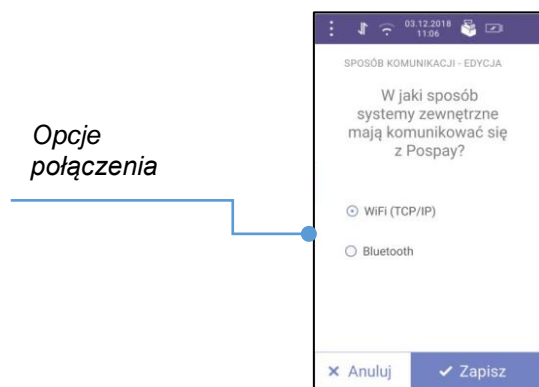 Opcje
połączenia
03.12.2018
11:06
SPOSÓB KOMUNIKACJI - EDYCJA
W jaki sposób
systemy zewnętrzne
mają komunikować się
z Pospay?
WiFi (TCP/IP)
Bluetooth
Anuluj
Zapisz